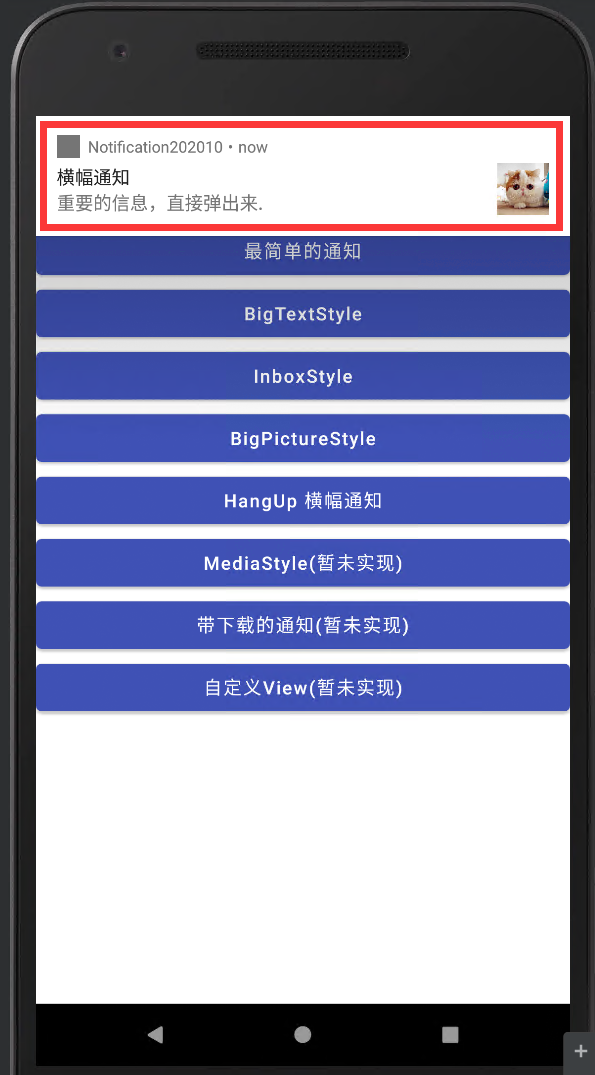 Notification202010 • now
横幅通知
重要的信息，直接弹出来.
最简单的通知
BigTextStyle
InboxStyle
BigPictureStyle
HangUp 横幅通知
MediaStyle(暂未实现)
带下载的通知(暂未实现)
自定义View(暂未实现)